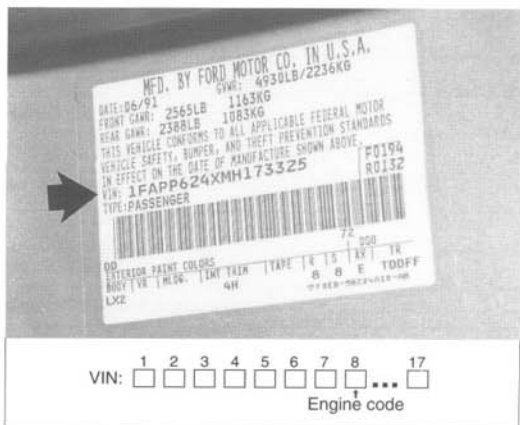 MFD. BY FORD MOTOR CO. IN U.S.A.
DATE: 06/91 GVWR: 4930LB/2236KG
FRONT GAWR: 2565LB 1163KG
REAR GAWR: 2388LB 1083KG
THIS VEHICLE CONFORMS TO ALL APPLICABLE FEDERAL MOTOR
VEHICLE SAFETY, BUMPER, AND THEFT PREVENTION STANDARDS
IN EFFECT ON THE DATE OF MANUFACTURE SHOWN ABOVE.
VIN: 1FAPP624XMH173325 F0194
TYPE: PASSENGER R0132
72
DD DSO
EXTERIOR PAINT COLORS
BODY | VR | MLDG. | INT TRIM | TAPE | R | S | AX | TR
LX2 4H 8 8 E TDDFF
VIN: 1 2 3 4 5 6 7 8 ... 17
Engine code